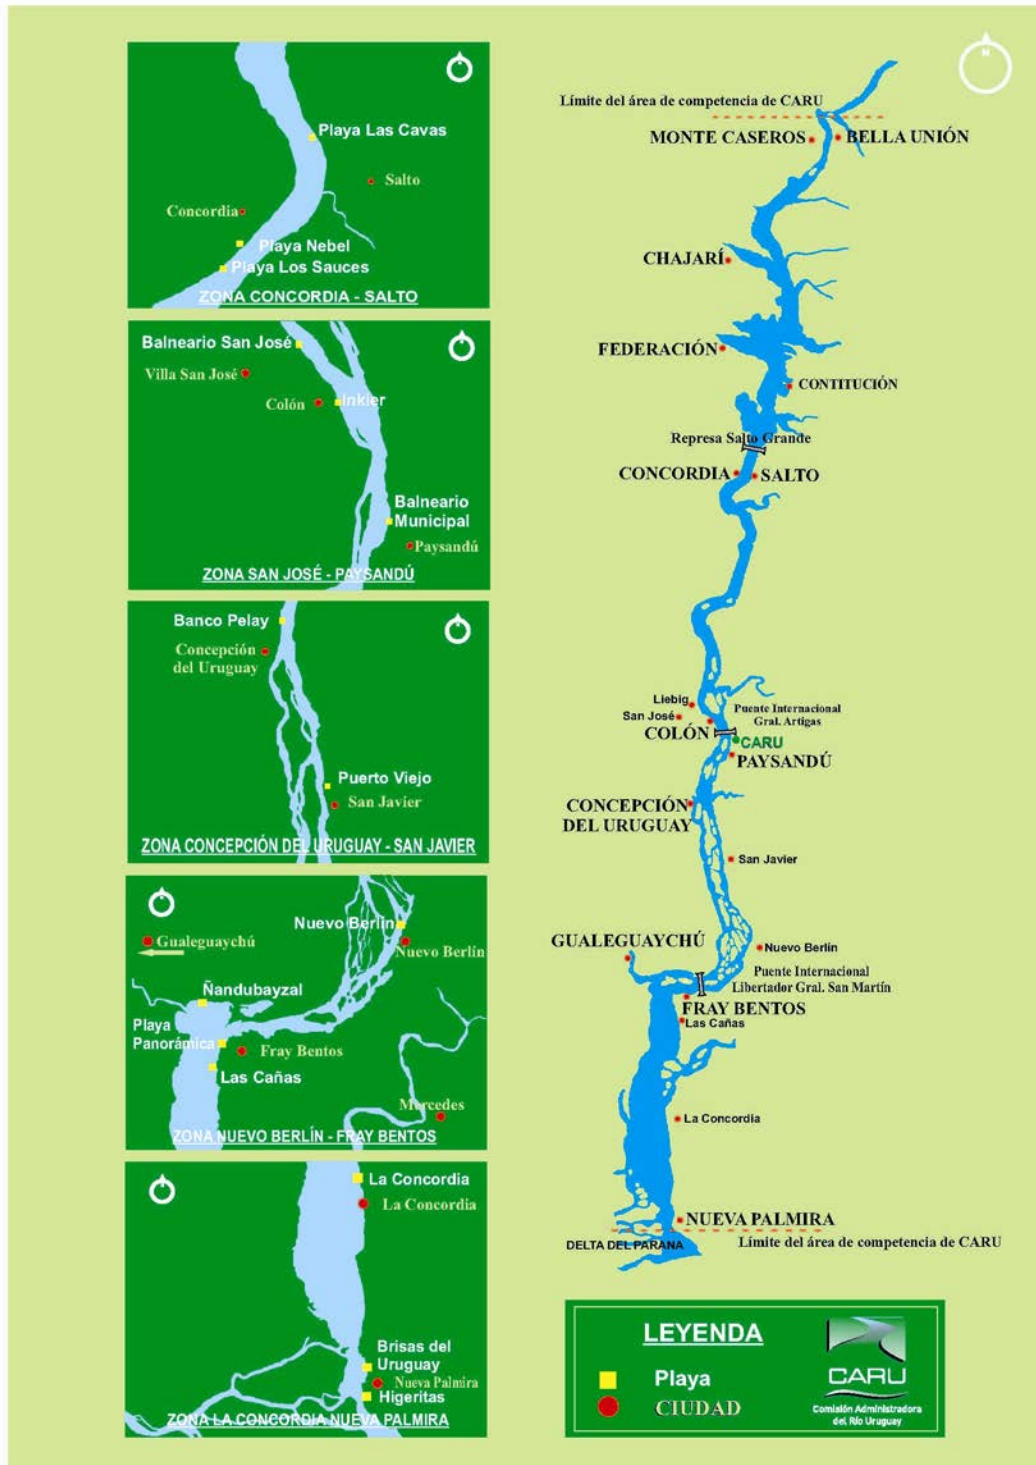 Playa Las Cavas
Salto
Concordia
Playa Nebel
Playa Los Sauces
ZONA CONCORDIA - SALTO
Balneario San José
Villa San José
Colón
Inkier
Balneario
Municipal
Paysandú
ZONA SAN JOSÉ - PAYSANDÚ
Banco Pelay
Concepción
del Uruguay
Puerto Viejo
San Javier
ZONA CONCEPCIÓN DEL URUGUAY - SAN JAVIER
Nuevo Berlín
Gualeguaychú
Nuevo Berlín
Ñandubayzal
Playa
Panorámica
Fray Bentos
Las Cañas
Mercedes
ZONA NUEVO BERLÍN - FRAY BENTOS
La Concordia
La Concordia
Brisas del
Uruguay
Nueva Palmira
Higeritas
ZONA LA CONCORDIA NUEVA PALMIRA
N
Límite del área de competencia de CARU
MONTE CASEROS
BELLA UNIÓN
CHAJARÍ
FEDERACIÓN
CONTITUCIÓN
Represa Salto Grande
CONCORDIA
SALTO
Liebig
San José
Puente Internacional
Gral. Artigas
COLÓN
CARU
PAYSANDÚ
CONCEPCIÓN
DEL URUGUAY
San Javier
GUALEGUAYCHÚ
Nuevo Berlín
Puente Internacional
Libertador Gral. San Martín
FRAY BENTOS
Las Cañas
La Concordia
NUEVA PALMIRA
DELTA DEL PARANA
Límite del área de competencia de CARU
LEYENDA
Playa
CIUDAD
CARU
Comisión Administradora
del Río Uruguay